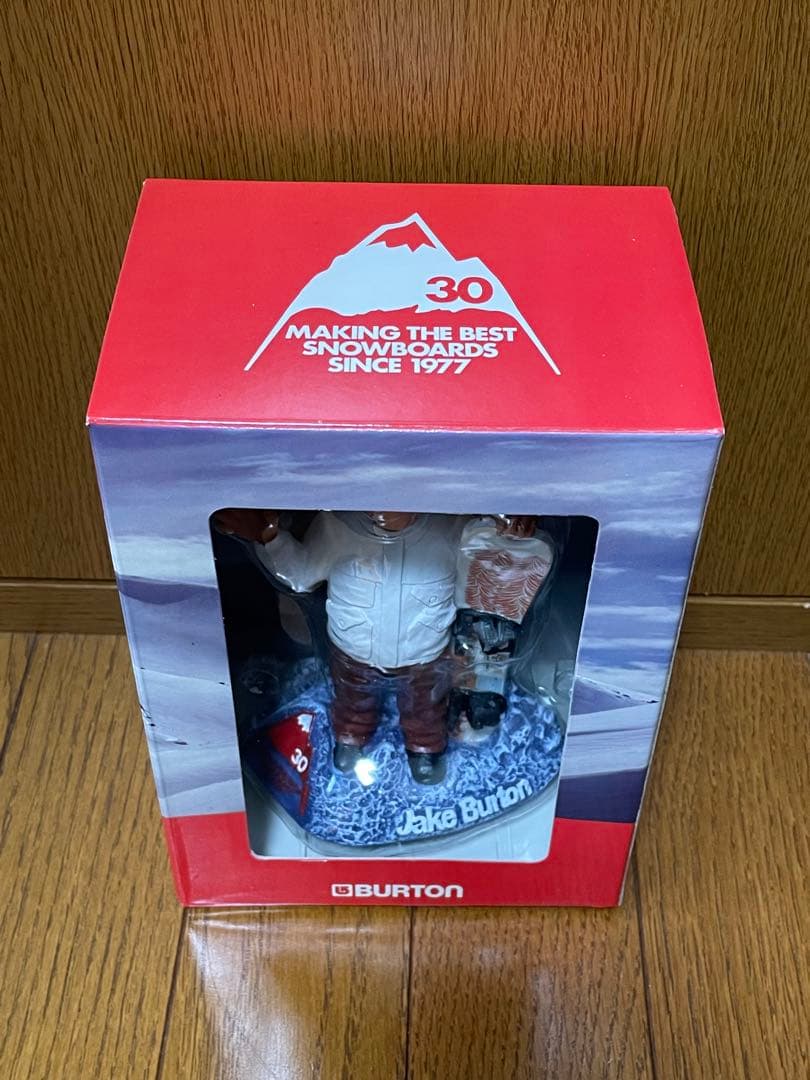 30
MAKING THE BEST
SNOWBOARDS
SINCE 1977
30
Jake Burton
BURTON